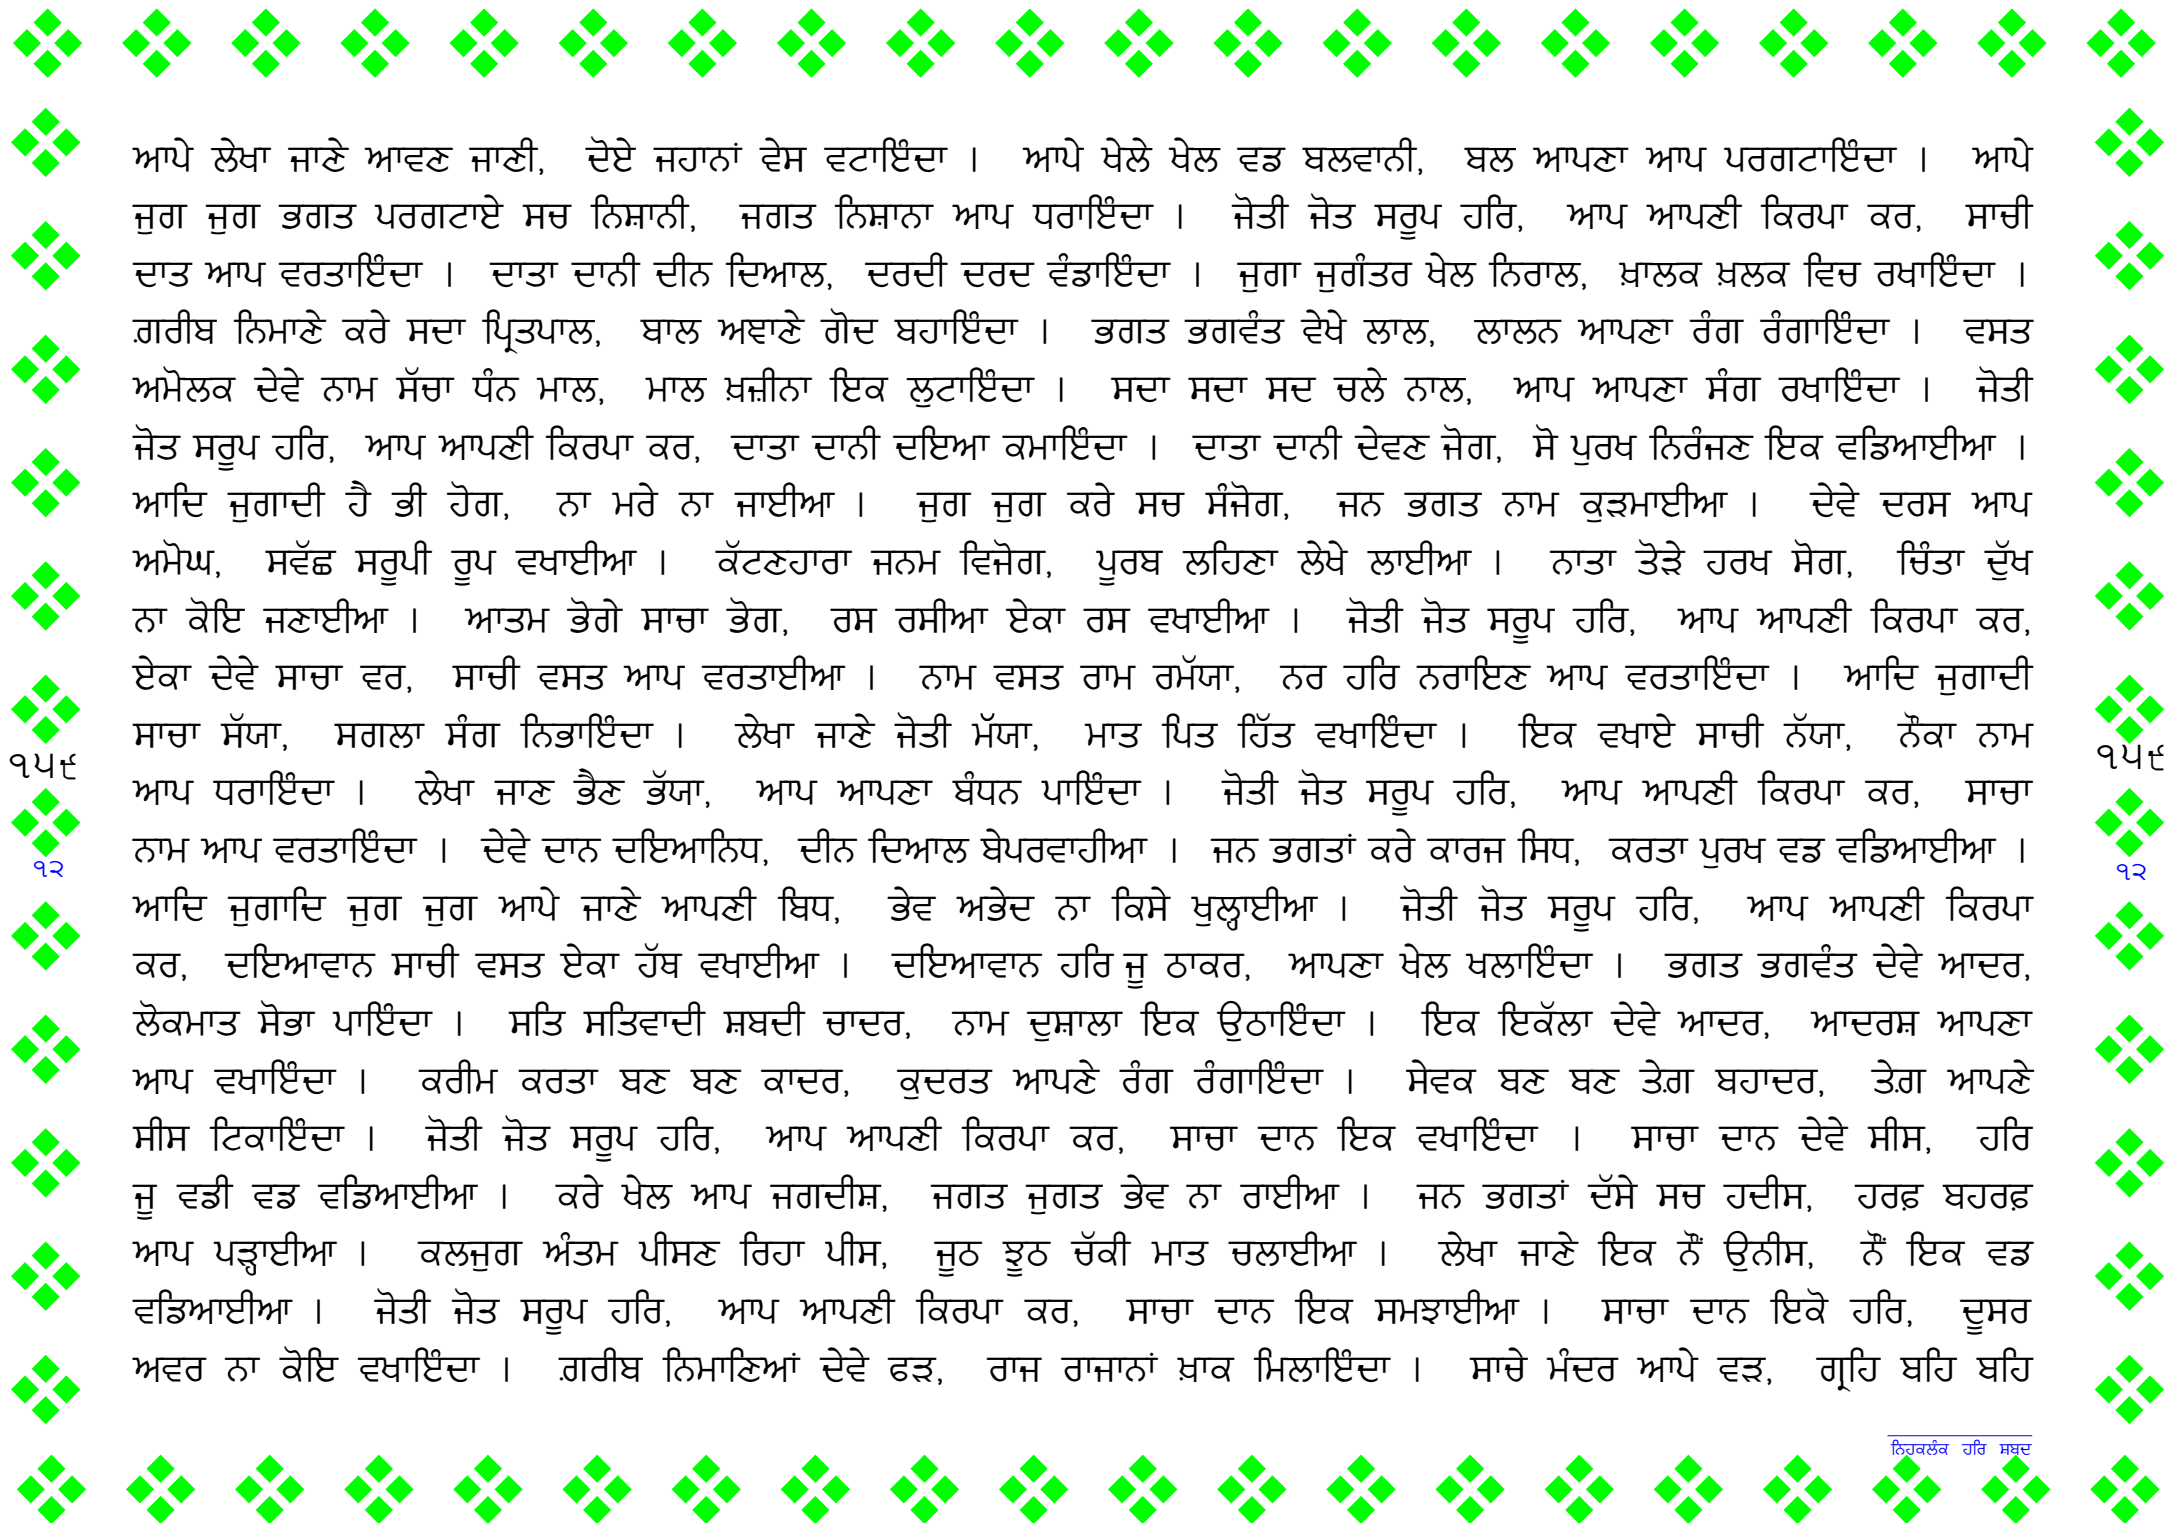 ਆਪੇ ਲੇਖਾ ਜਾਣੇ ਆਵਣ ਜਾਣੀ, ਦੋਏ ਜਹਾਨਾਂ ਵੇਸ ਵਟਾਇੰਦਾ । ਆਪੇ ਖੇਲੇ ਖੇਲ ਵਡ ਬਲਵਾਨੀ, ਬਲ ਆਪਣਾ ਆਪ ਪਰਗਟਾਇੰਦਾ । ਆਪੇ
ਜੁਗ ਜੁਗ ਭਗਤ ਪਰਗਟਾਏ ਸਚ ਨਿਸ਼ਾਨੀ, ਜਗਤ ਨਿਸ਼ਾਨਾ ਆਪ ਧਰਾਇੰਦਾ । ਜੋਤੀ ਜੋਤ ਸਰੂਪ ਹਰਿ, ਆਪ ਆਪਣੀ ਕਿਰਪਾ ਕਰ, ਸਾਚੀ
ਦਾਤ ਆਪ ਵਰਤਾਇੰਦਾ । ਦਾਤਾ ਦਾਨੀ ਦੀਨ ਦਿਆਲ, ਦਰਦੀ ਦਰਦ ਵੰਡਾਇੰਦਾ । ਜੁਗਾ ਜੁਗੰਤਰ ਖੇਲ ਨਿਰਾਲ, ਖ਼ਾਲਕ ਖ਼ਲਕ ਵਿਚ ਰਖਾਇੰਦਾ ।
ਗ਼ਰੀਬ ਨਿਮਾਣੇ ਕਰੇ ਸਦਾ ਪ੍ਰਿਤਪਾਲ, ਬਾਲ ਅਞਾਣੇ ਗੋਦ ਬਹਾਇੰਦਾ । ਭਗਤ ਭਗਵੰਤ ਵੇਖੇ ਲਾਲ, ਲਾਲਨ ਆਪਣਾ ਰੰਗ ਰੰਗਾਇੰਦਾ । ਵਸਤ
ਅਮੋਲਕ ਦੇਵੇ ਨਾਮ ਸੱਚਾ ਧੰਨ ਮਾਲ, ਮਾਲ ਖ਼ਜ਼ੀਨਾ ਇਕ ਲੁਟਾਇੰਦਾ । ਸਦਾ ਸਦਾ ਸਦ ਚਲੇ ਨਾਲ, ਆਪ ਆਪਣਾ ਸੰਗ ਰਖਾਇੰਦਾ । ਜੋਤੀ
ਜੋਤ ਸਰੂਪ ਹਰਿ, ਆਪ ਆਪਣੀ ਕਿਰਪਾ ਕਰ, ਦਾਤਾ ਦਾਨੀ ਦਇਆ ਕਮਾਇੰਦਾ । ਦਾਤਾ ਦਾਨੀ ਦੇਵਣ ਜੋਗ, ਸੋ ਪੁਰਖ ਨਿਰੰਜਣ ਇਕ ਵਡਿਆਈਆ ।
ਆਦਿ ਜੁਗਾਦੀ ਹੈ ਭੀ ਹੋਗ, ਨਾ ਮਰੇ ਨਾ ਜਾਈਆ । ਜੁਗ ਜੁਗ ਕਰੇ ਸਚ ਸੰਜੋਗ, ਜਨ ਭਗਤ ਨਾਮ ਕੁੜਮਾਈਆ । ਦੇਵੇ ਦਰਸ ਆਪ
ਅਮੋਘ, ਸਵੱਛ ਸਰੂਪੀ ਰੂਪ ਵਖਾਈਆ । ਕੱਟਣਹਾਰਾ ਜਨਮ ਵਿਜੋਗ, ਪੂਰਬ ਲਹਿਣਾ ਲੇਖੇ ਲਾਈਆ । ਨਾਤਾ ਤੋੜੇ ਹਰਖ ਸੋਗ, ਚਿੰਤਾ ਦੁੱਖ
ਨਾ ਕੋਇ ਜਣਾਈਆ । ਆਤਮ ਭੋਗੇ ਸਾਚਾ ਭੋਗ, ਰਸ ਰਸੀਆ ਏਕਾ ਰਸ ਵਖਾਈਆ । ਜੋਤੀ ਜੋਤ ਸਰੂਪ ਹਰਿ, ਆਪ ਆਪਣੀ ਕਿਰਪਾ ਕਰ,
ਏਕਾ ਦੇਵੇ ਸਾਚਾ ਵਰ, ਸਾਚੀ ਵਸਤ ਆਪ ਵਰਤਾਈਆ । ਨਾਮ ਵਸਤ ਰਾਮ ਰਮੱਯਾ, ਨਰ ਹਰਿ ਨਰਾਇਣ ਆਪ ਵਰਤਾਇੰਦਾ । ਆਦਿ ਜੁਗਾਦੀ
ਸਾਚਾ ਸੱਯਾ, ਸਗਲਾ ਸੰਗ ਨਿਭਾਇੰਦਾ । ਲੇਖਾ ਜਾਣੇ ਜੋਤੀ ਮੱਯਾ, ਮਾਤ ਪਿਤ ਹਿੱਤ ਵਖਾਇੰਦਾ । ਇਕ ਵਖਾਏ ਸਾਚੀ ਨੱਯਾ, ਨੌਕਾ ਨਾਮ
ਆਪ ਧਰਾਇੰਦਾ । ਲੇਖਾ ਜਾਣ ਭੈਣ ਭੱਯਾ, ਆਪ ਆਪਣਾ ਬੰਧਨ ਪਾਇੰਦਾ । ਜੋਤੀ ਜੋਤ ਸਰੂਪ ਹਰਿ, ਆਪ ਆਪਣੀ ਕਿਰਪਾ ਕਰ, ਸਾਚਾ
੧੫੯ ੧੫੯
ਨਾਮ ਆਪ ਵਰਤਾਇੰਦਾ । ਦੇਵੇ ਦਾਨ ਦਇਆਨਿਧ, ਦੀਨ ਦਿਆਲ ਬੇਪਰਵਾਹੀਆ । ਜਨ ਭਗਤਾਂ ਕਰੇ ਕਾਰਜ ਸਿਧ, ਕਰਤਾ ਪੁਰਖ ਵਡ ਵਡਿਆਈਆ ।
੧੨ ੧੨
ਆਦਿ ਜੁਗਾਦਿ ਜੁਗ ਜੁਗ ਆਪੇ ਜਾਣੇ ਆਪਣੀ ਬਿਧ, ਭੇਵ ਅਭੇਦ ਨਾ ਕਿਸੇ ਖੁਲ੍ਹਾਈਆ । ਜੋਤੀ ਜੋਤ ਸਰੂਪ ਹਰਿ, ਆਪ ਆਪਣੀ ਕਿਰਪਾ
ਕਰ, ਦਇਆਵਾਨ ਸਾਚੀ ਵਸਤ ਏਕਾ ਹੱਥ ਵਖਾਈਆ । ਦਇਆਵਾਨ ਹਰਿ ਜੂ ਠਾਕਰ, ਆਪਣਾ ਖੇਲ ਖਲਾਇੰਦਾ । ਭਗਤ ਭਗਵੰਤ ਦੇਵੇ ਆਦਰ,
ਲੋਕਮਾਤ ਸੋਭਾ ਪਾਇੰਦਾ । ਸਤਿ ਸਤਿਵਾਦੀ ਸ਼ਬਦੀ ਚਾਦਰ, ਨਾਮ ਦੁਸ਼ਾਲਾ ਇਕ ਉਠਾਇੰਦਾ । ਇਕ ਇਕੱਲਾ ਦੇਵੇ ਆਦਰ, ਆਦਰਸ਼ ਆਪਣਾ
ਆਪ ਵਖਾਇੰਦਾ । ਕਰੀਮ ਕਰਤਾ ਬਣ ਬਣ ਕਾਦਰ, ਕੁਦਰਤ ਆਪਣੇ ਰੰਗ ਰੰਗਾਇੰਦਾ । ਸੇਵਕ ਬਣ ਬਣ ਤੇਗ਼ ਬਹਾਦਰ, ਤੇਗ਼ ਆਪਣੇ
ਸੀਸ ਟਿਕਾਇੰਦਾ । ਜੋਤੀ ਜੋਤ ਸਰੂਪ ਹਰਿ, ਆਪ ਆਪਣੀ ਕਿਰਪਾ ਕਰ, ਸਾਚਾ ਦਾਨ ਇਕ ਵਖਾਇੰਦਾ । ਸਾਚਾ ਦਾਨ ਦੇਵੇ ਸੀਸ, ਹਰਿ
ਜੂ ਵਡੀ ਵਡ ਵਡਿਆਈਆ । ਕਰੇ ਖੇਲ ਆਪ ਜਗਦੀਸ਼, ਜਗਤ ਜੁਗਤ ਭੇਵ ਨਾ ਰਾਈਆ । ਜਨ ਭਗਤਾਂ ਦੱਸੇ ਸਚ ਹਦੀਸ, ਹਰਫ਼ ਬਹਰਫ਼
ਆਪ ਪੜ੍ਹਾਈਆ । ਕਲਜੁਗ ਅੰਤਮ ਪੀਸਣ ਰਿਹਾ ਪੀਸ, ਜੂਠ ਝੂਠ ਚੱਕੀ ਮਾਤ ਚਲਾਈਆ । ਲੇਖਾ ਜਾਣੇ ਇਕ ਨੌਂ ਉਨੀਸ, ਨੌਂ ਇਕ ਵਡ
ਵਡਿਆਈਆ । ਜੋਤੀ ਜੋਤ ਸਰੂਪ ਹਰਿ, ਆਪ ਆਪਣੀ ਕਿਰਪਾ ਕਰ, ਸਾਚਾ ਦਾਨ ਇਕ ਸਮਝਾਈਆ । ਸਾਚਾ ਦਾਨ ਇਕੋ ਹਰਿ, ਦੂਸਰ
ਅਵਰ ਨਾ ਕੋਇ ਵਖਾਇੰਦਾ । ਗ਼ਰੀਬ ਨਿਮਾਣਿਆਂ ਦੇਵੇ ਫੜ, ਰਾਜ ਰਾਜਾਨਾਂ ਖ਼ਾਕ ਮਿਲਾਇੰਦਾ । ਸਾਚੇ ਮੰਦਰ ਆਪੇ ਵੜ, ਗ੍ਰਹਿ ਬਹਿ ਬਹਿ
ਨਿਹਕਲੰਕ ਹਰਿ ਸ਼ਬਦ